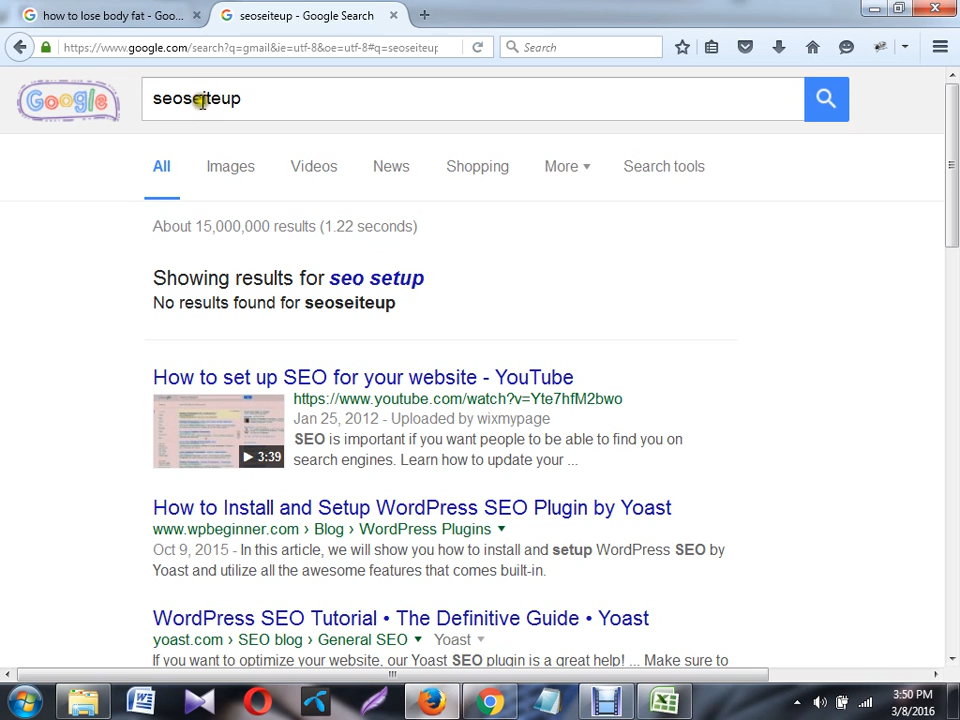 how to lose body fat - Goo...
seoseiteup - Google Search
https://www.google.com/search?q=gmail&ie=utf-8&oe=utf-8#q=seoseiteup
Search
Google
seoseiteup
All Images Videos News Shopping More Search tools
About 15,000,000 results (1.22 seconds)
Showing results for seo setup
No results found for seoseiteup
How to set up SEO for your website - YouTube
https://www.youtube.com/watch?v=Yte7hfM2bwo
Jan 25, 2012 - Uploaded by wixmypage
SEO is important if you want people to be able to find you on
search engines. Learn how to update your ...
3:39
How to Install and Setup WordPress SEO Plugin by Yoast
www.wpbeginner.com › Blog › WordPress Plugins
Oct 9, 2015 - In this article, we will show you how to install and setup WordPress SEO by
Yoast and utilize all the awesome features that comes built-in.
WordPress SEO Tutorial • The Definitive Guide • Yoast
yoast.com › SEO blog › General SEO Yoast
If you want to optimize your website, our Yoast SEO plugin is a great help! ... Make sure to
3:50 PM
3/8/2016